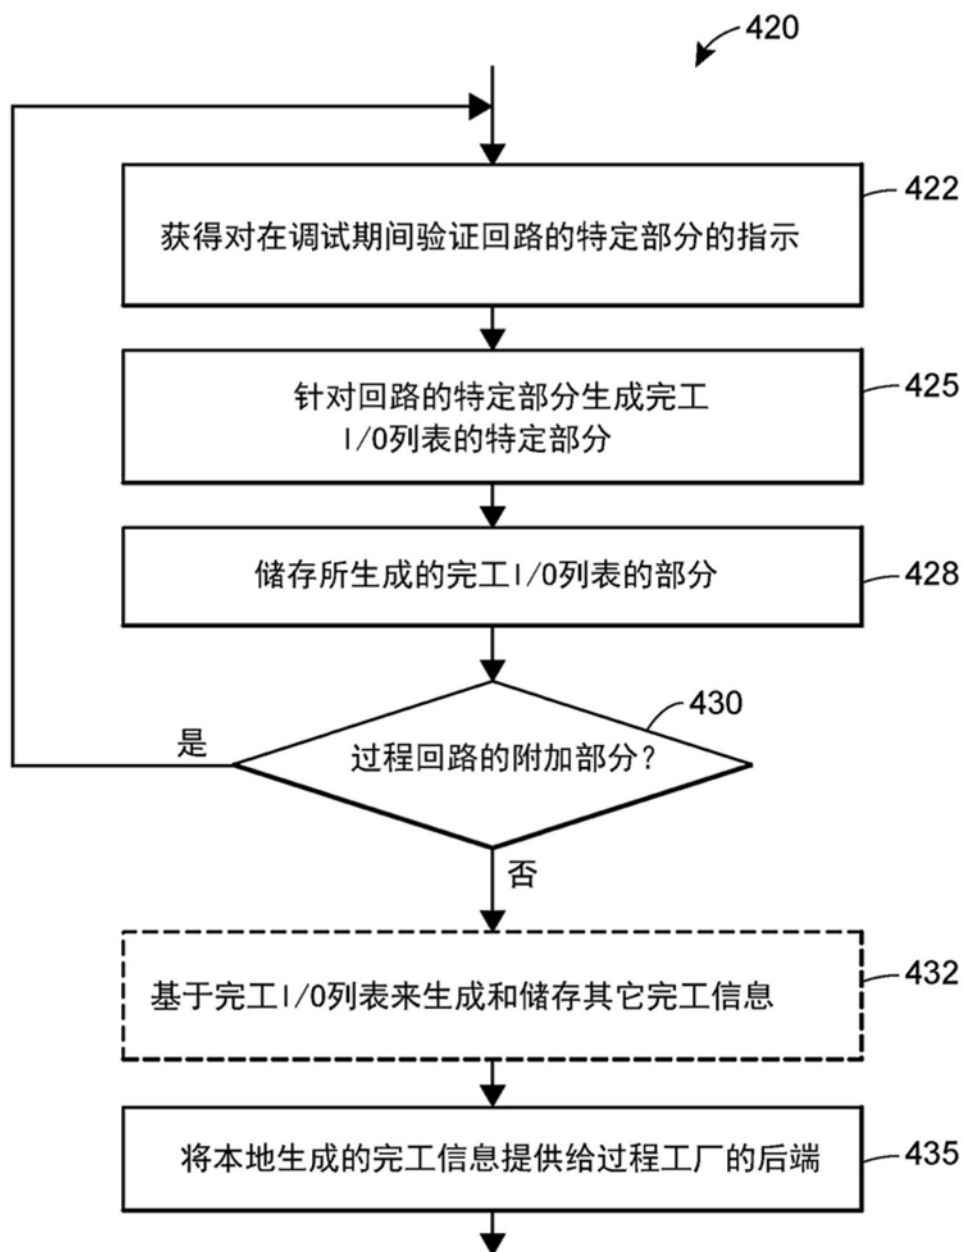 420
422
获得对在调试期间验证回路的特定部分的指示
425
针对回路的特定部分生成完工
I/O列表的特定部分
储存所生成的完工I/O列表的部分
428
430
是
过程回路的附加部分?
否
432
基于完工I/O列表来生成和储存其它完工信息
将本地生成的完工信息提供给过程工厂的后端
435